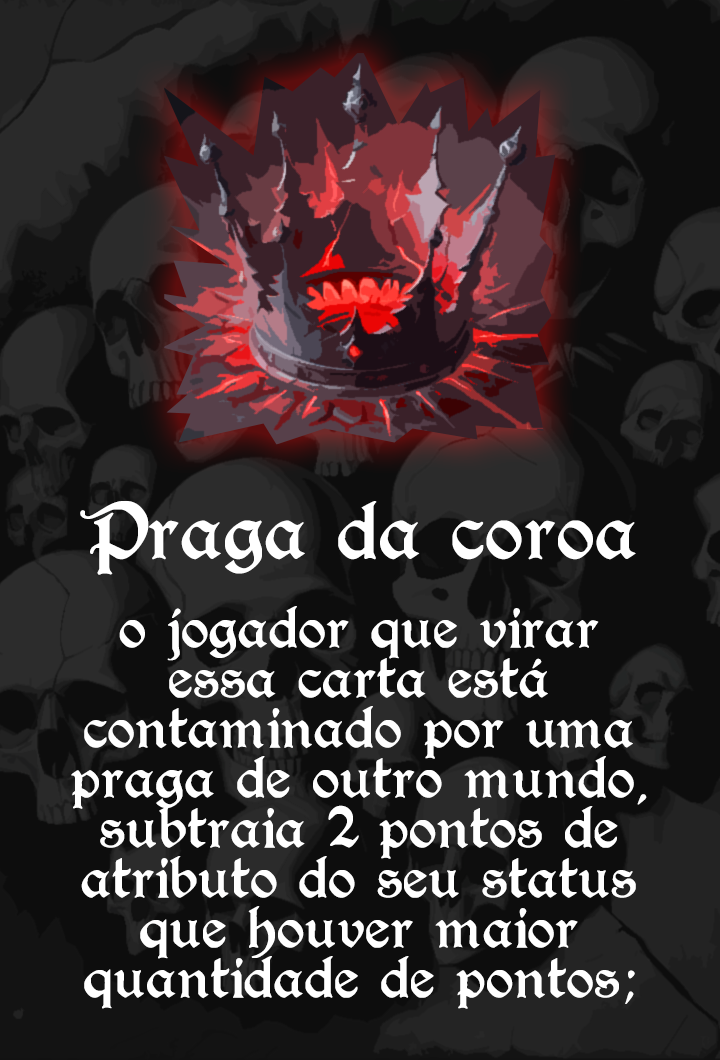 Praga da coroa
o jogador que virar
essa carta está
contaminado por uma
praga de outro mundo,
subtraia 2 pontos de
atributo do seu status
que houver maior
quantidade de pontos;